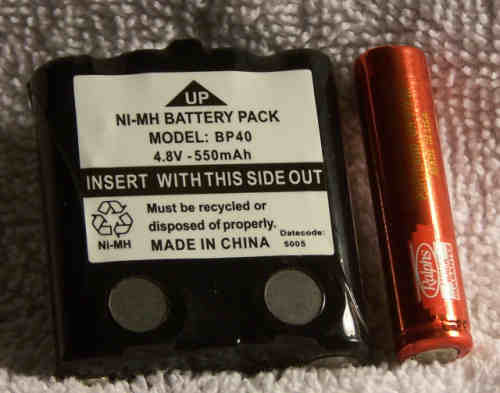 UP
NI-MH BATTERY PACK
MODEL: BP40
4.8V - 550mAh
INSERT WITH THIS SIDE OUT
Must be recycled or
disposed of properly.
Ni-MH
MADE IN CHINA
Datecode:
5005
Ralphs